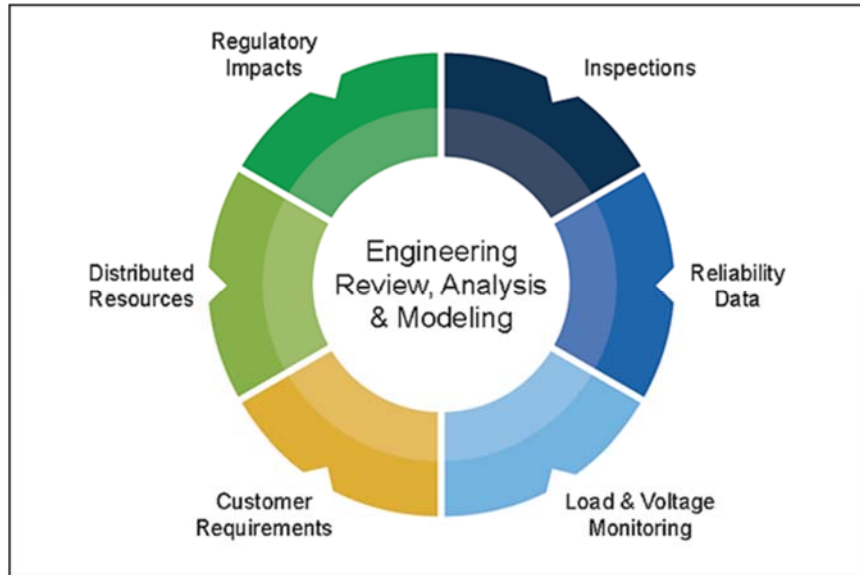 Regulatory
Impacts
Inspections
Distributed
Resources
Engineering
Review, Analysis
& Modeling
Reliability
Data
Customer
Requirements
Load & Voltage
Monitoring